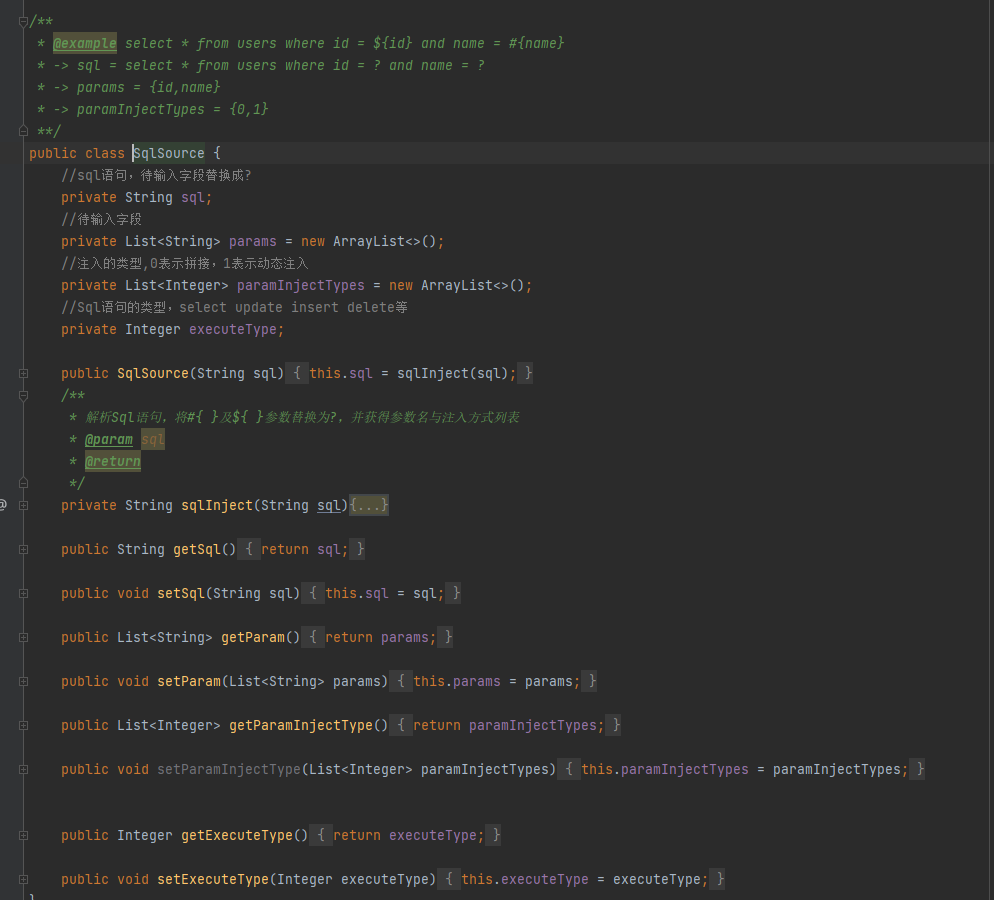 /**
 * @example select * from users where id = ${id} and name = #{name}
 * -> sql = select * from users where id = ? and name = ?
 * -> params = {id,name}
 * -> paramInjectTypes = {0,1}
 **/
public class SqlSource {
    //sql语句，待输入字段替换成?
    private String sql;
    //待输入字段
    private List<String> params = new ArrayList<>();
    //注入的类型,0表示拼接，1表示动态注入
    private List<Integer> paramInjectTypes = new ArrayList<>();
    //Sql语句的类型，select update insert delete等
    private Integer executeType;
    public SqlSource(String sql) { this.sql = sqlInject(sql); }
    /**
     * 解析Sql语句，将#{ }及${ }参数替换为?，并获得参数名与注入方式列表
     * @param sql
     * @return
     */
@ private String sqlInject(String sql){...}
    public String getSql() { return sql; }
    public void setSql(String sql) { this.sql = sql; }
    public List<String> getParam() { return params; }
    public void setParam(List<String> params) { this.params = params; }
    public List<Integer> getParamInjectType() { return paramInjectTypes; }
    public void setParamInjectType(List<Integer> paramInjectTypes) { this.paramInjectTypes = paramInjectTypes; }
    public Integer getExecuteType() { return executeType; }
    public void setExecuteType(Integer executeType) { this.executeType = executeType; }
}